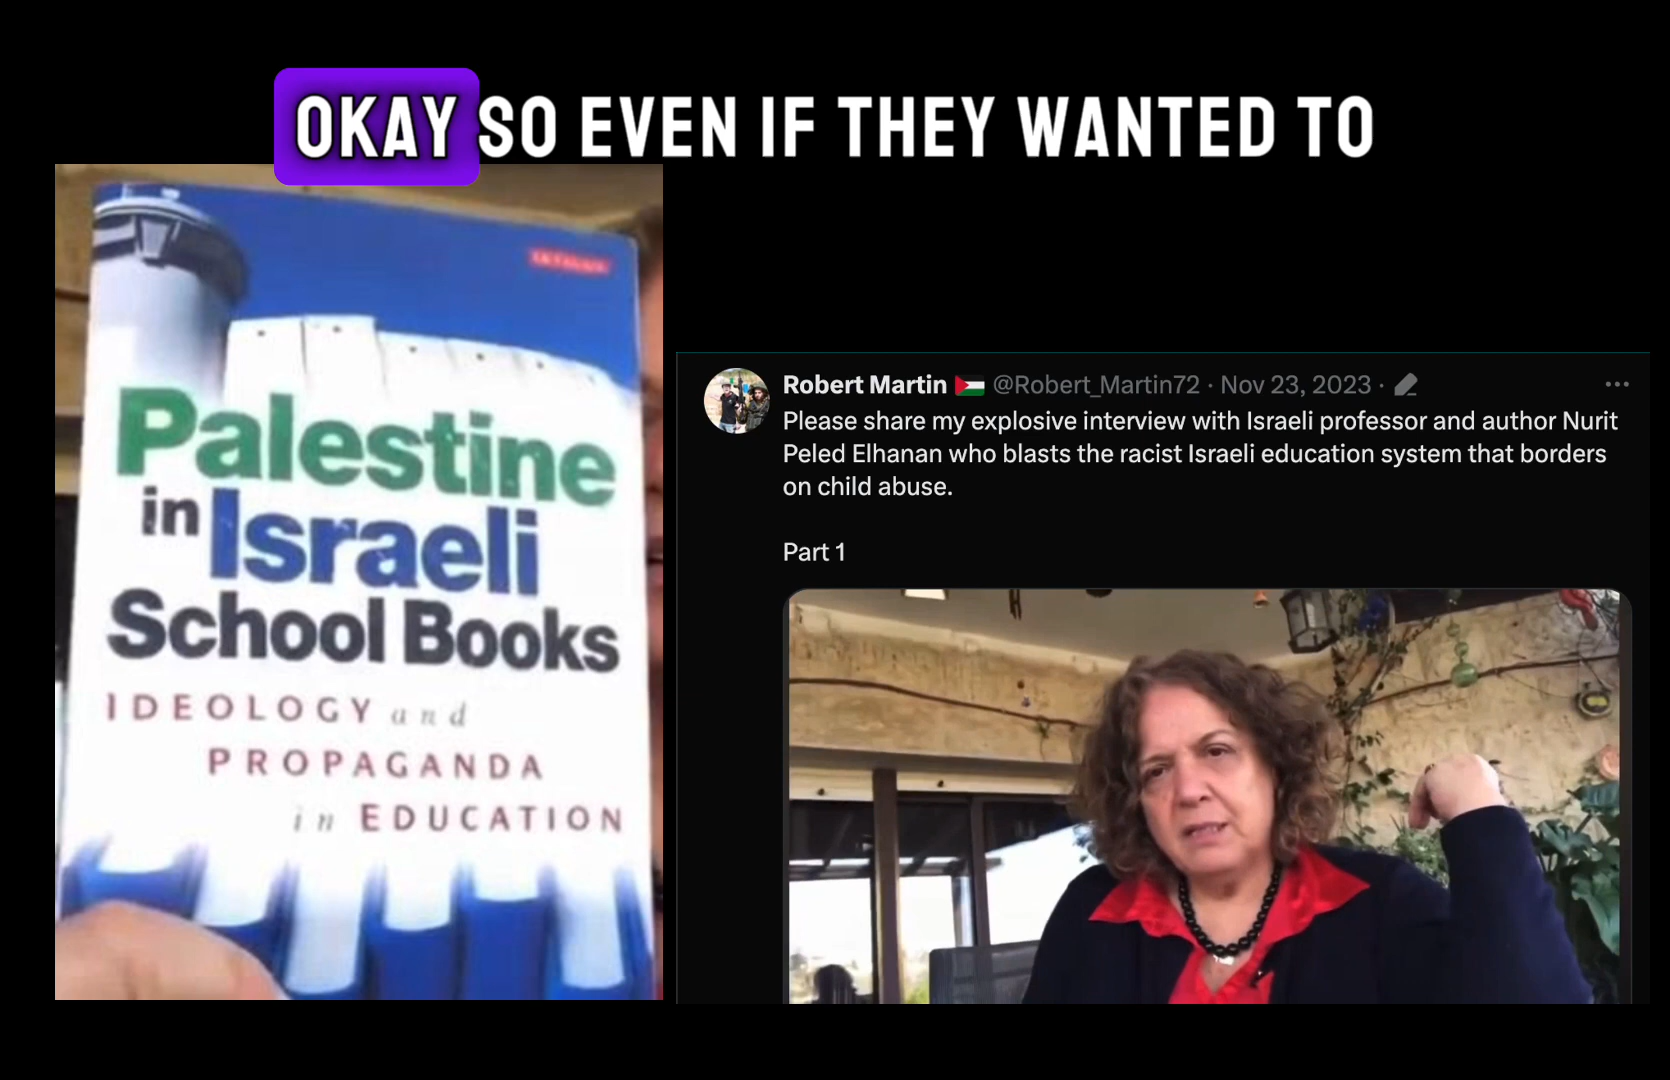 OKAY SO EVEN IF THEY WANTED TO
Palestine
in Israeli
School Books
IDEOLOGY and
PROPAGANDA
in EDUCATION
Robert Martin 🇵🇸 @Robert_Martin72 · Nov 23, 2023 ·
Please share my explosive interview with Israeli professor and author Nurit
Peled Elhanan who blasts the racist Israeli education system that borders
on child abuse.
Part 1